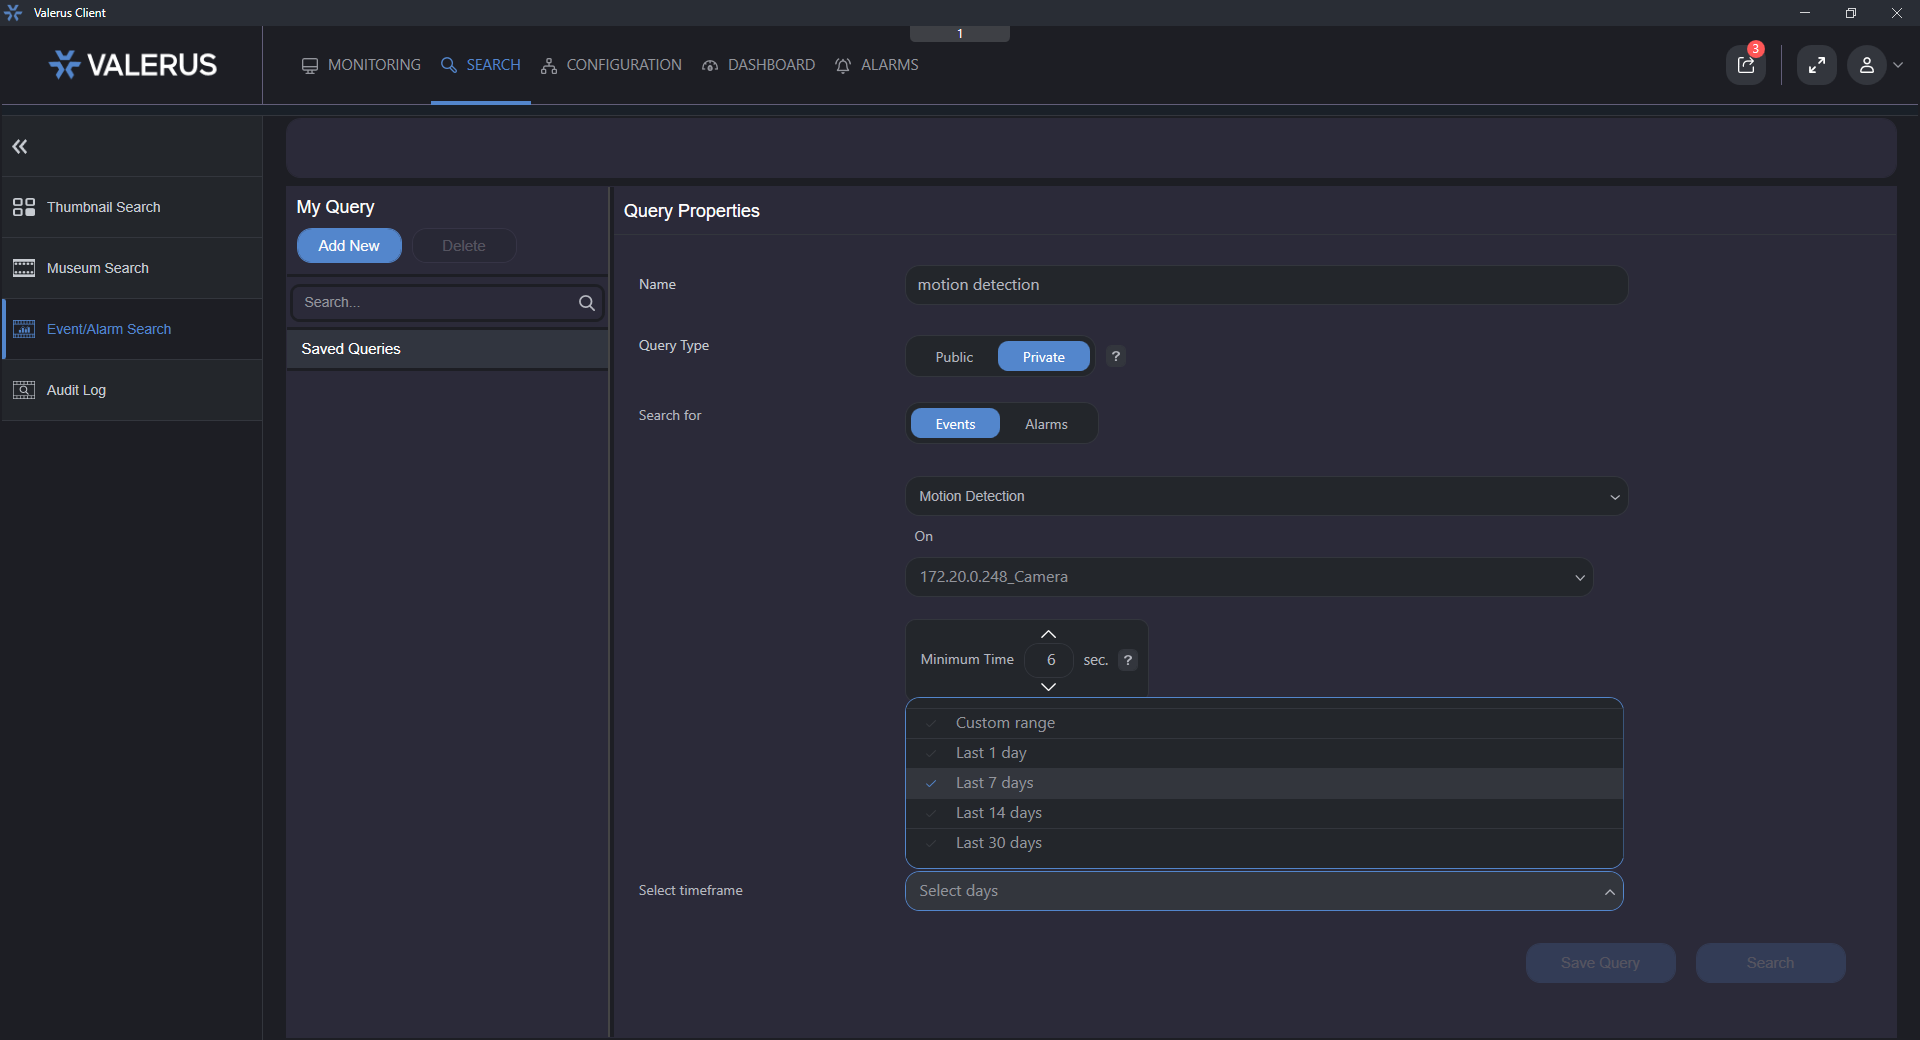 Valerus Client
1
VALERUS
MONITORING
SEARCH
CONFIGURATION
DASHBOARD
ALARMS
3
Thumbnail Search
Museum Search
Event/Alarm Search
Audit Log
My Query
Add New
Delete
Search...
Saved Queries
Query Properties
Name
motion detection
Query Type
Public
Private
?
Search for
Events
Alarms
Motion Detection
On
172.20.0.248_Camera
Minimum Time
6
sec.
?
Custom range
Last 1 day
Last 7 days
Last 14 days
Last 30 days
Select timeframe
Select days
Save Query
Search